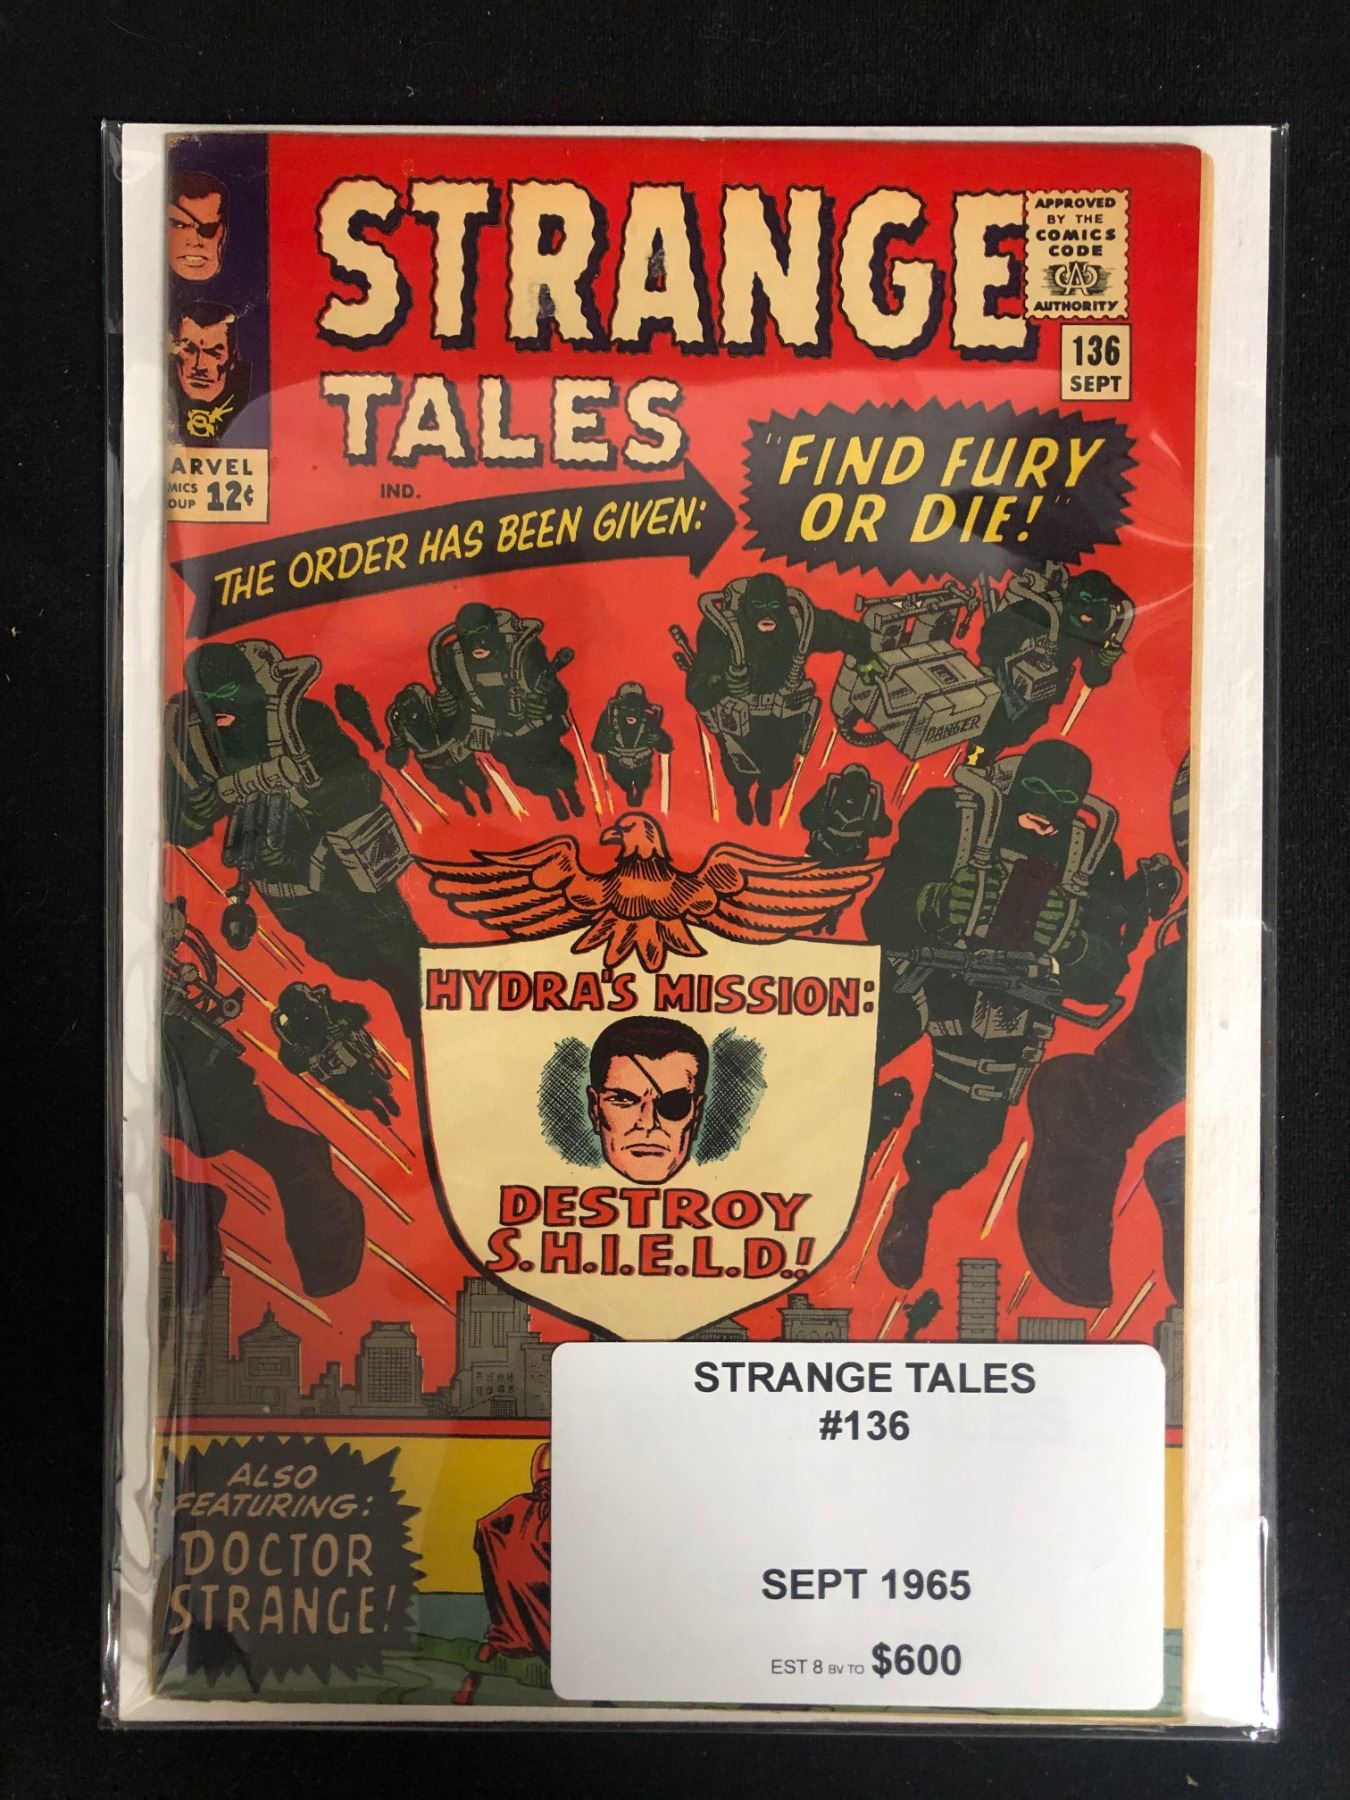 STRANGE
TALES
IND.
APPROVED
BY THE
COMICS
CODE
AUTHORITY
136
SEPT
ARVEL
MICS
OUP 12¢
THE ORDER HAS BEEN GIVEN:
"FIND FURY
OR DIE!"
DANGER
HYDRA'S MISSION:
DESTROY
S.H.I.E.L.D.!
ALSO
FEATURING:
DOCTOR
STRANGE!
STRANGE TALES
#136
SEPT 1965
EST 8 BV TO $600